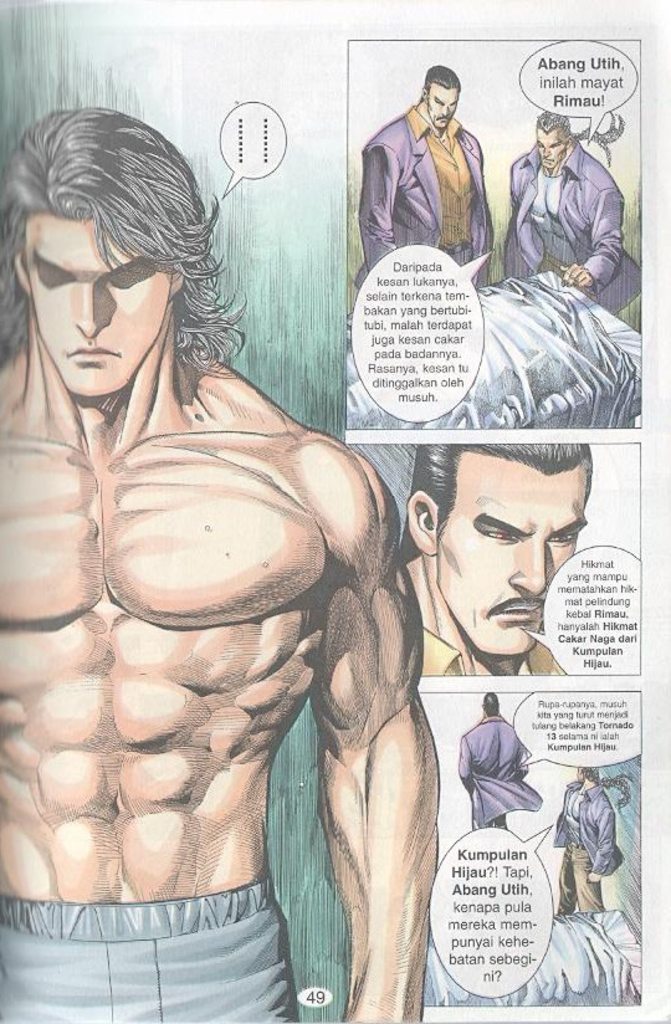 Abang Utih,
inilah mayat
Rimau!
Daripada
kesan lukanya,
selain terkena tem-
bakan yang bertubi-
tubi, malah terdapat
juga kesan cakar
pada badannya.
Rasanya, kesan tu
ditinggalkan oleh
musuh.
Hikmat
yang mampu
mematahkan hik-
mat pelindung
kebal Rimau,
hanyalah Hikmat
Cakar Naga dari
Kumpulan
Hijau.
Rupa-rupanya, musuh
kita yang turut menjadi
tulang belakang Tornado
13 selama ni ialah
Kumpulan Hijau.
Kumpulan
Hijau?! Tapi,
Abang Utih,
kenapa pula
mereka mem-
punyai kehe-
batan sebegi-
ni?
49